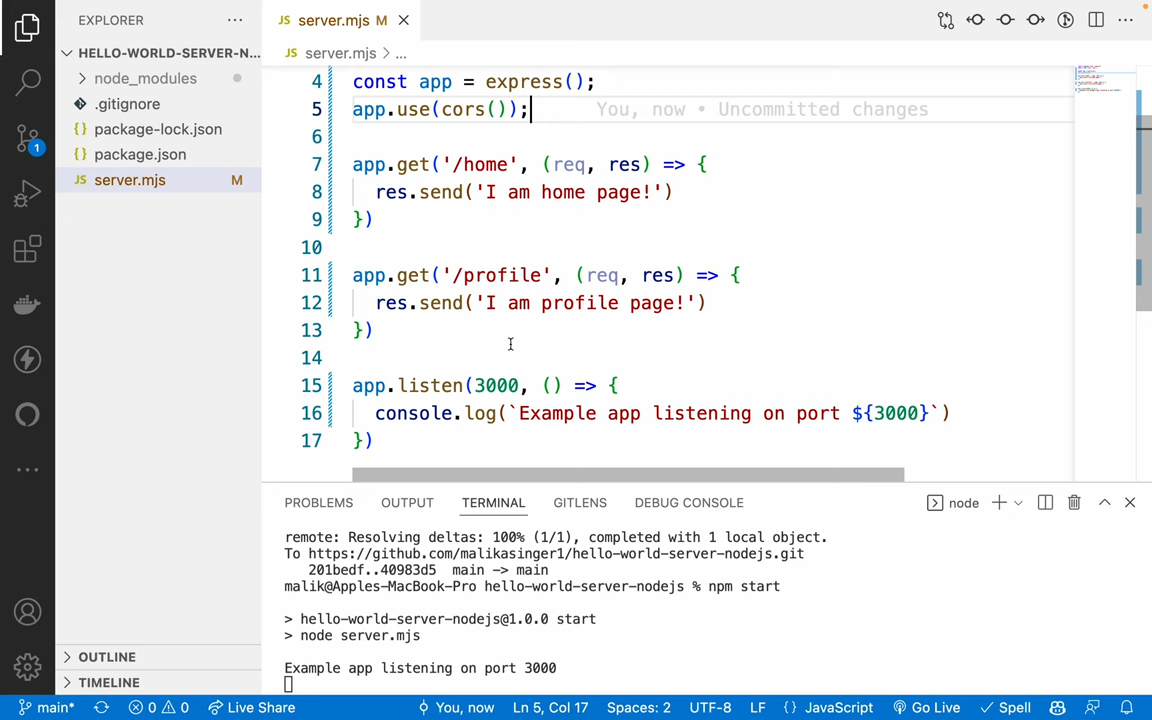 EXPLORER
HELLO-WORLD-SERVER-N...
node_modules
.gitignore
package-lock.json
package.json
server.mjs M
server.mjs M
server.mjs > ...
4 const app = express();
5 app.use(cors()); You, now • Uncommitted changes
6
7 app.get('/home', (req, res) => {
8 res.send('I am home page!')
9 })
10
11 app.get('/profile', (req, res) => {
12 res.send('I am profile page!')
13 })
14
15 app.listen(3000, () => {
16 console.log(`Example app listening on port ${3000}`)
17 })
PROBLEMS OUTPUT TERMINAL GITLENS DEBUG CONSOLE node
remote: Resolving deltas: 100% (1/1), completed with 1 local object.
To https://github.com/malikasinger1/hello-world-server-nodejs.git
201bedf..40983d5 main -> main
malik@Apples-MacBook-Pro hello-world-server-nodejs % npm start
> hello-world-server-nodejs@1.0.0 start
> node server.mjs
Example app listening on port 3000
OUTLINE
TIMELINE
1
main* 0 0 Live Share You, now Ln 5, Col 17 Spaces: 2 UTF-8 LF {} JavaScript Go Live Spell